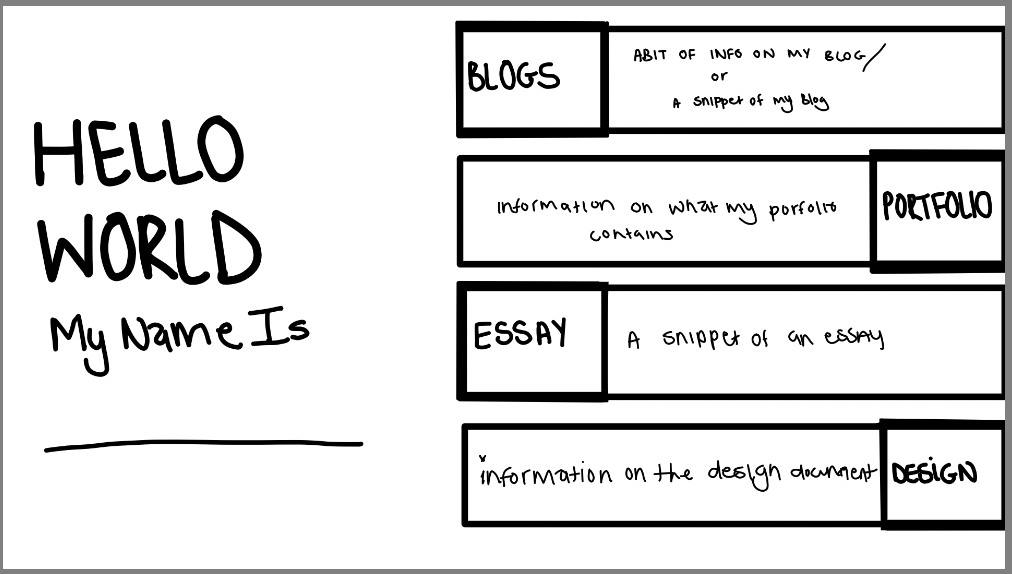 HELLO
WORLD
My Name Is
BLOGS
ABIT OF INFO ON MY BLOG/
or
A snippet of my blog
information on what my porfolio
contains
PORTFOLIO
ESSAY
A snippet of an essay
information on the design document
DESiGN